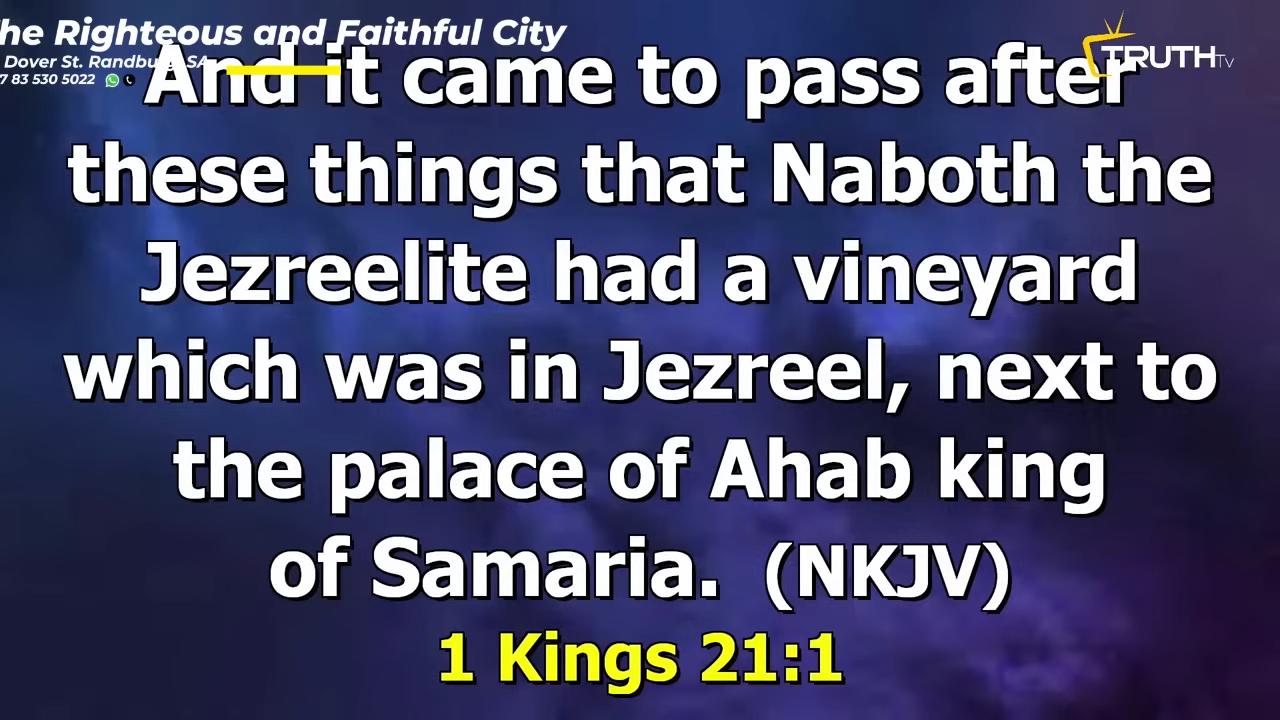 he Righteous and Faithful City
Dover St. Randburg, SA
7 83 530 5022
TRUTH TV
And it came to pass after
these things that Naboth the
Jezreelite had a vineyard
which was in Jezreel, next to
the palace of Ahab king
of Samaria. (NKJV)
1 Kings 21:1